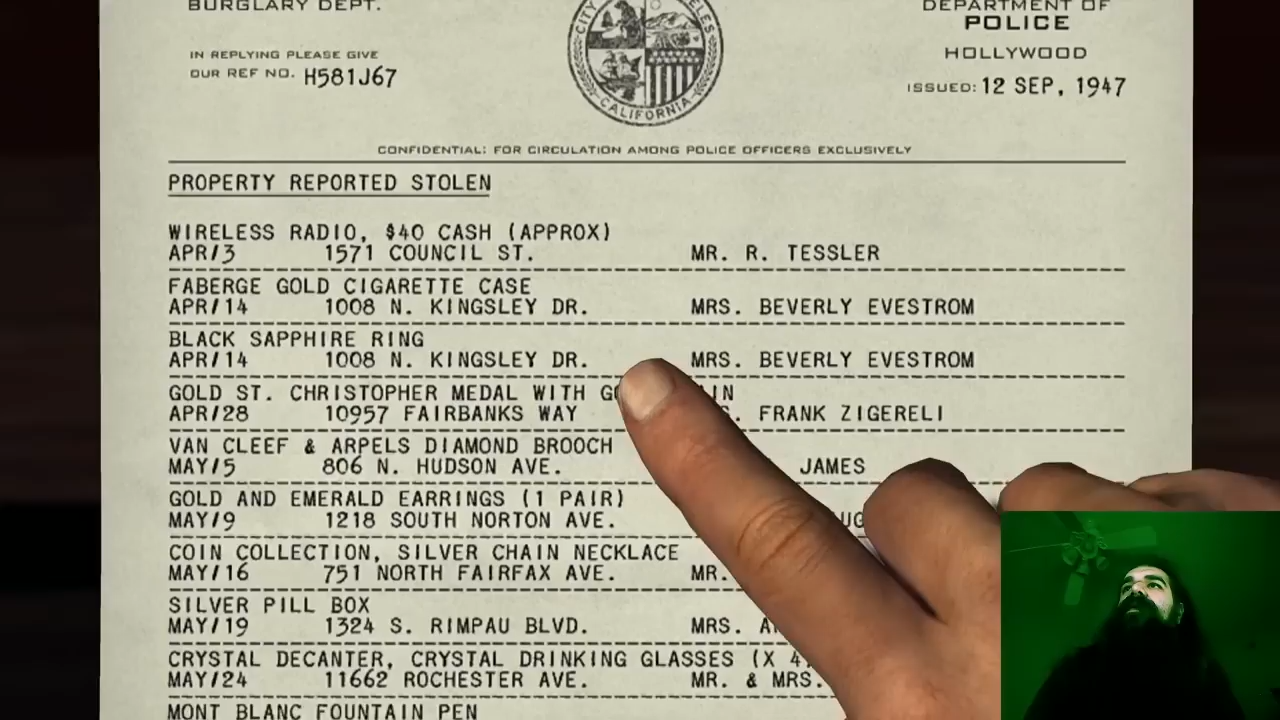 BURGLARY DEPT.
IN REPLYING PLEASE GIVE
OUR REF NO. H581J67
CITY
ELES
CALIFORNIA
DEPARTMENT OF
POLICE
HOLLYWOOD
ISSUED: 12 SEP, 1947
CONFIDENTIAL: FOR CIRCULATION AMONG POLICE OFFICERS EXCLUSIVELY
PROPERTY REPORTED STOLEN
WIRELESS RADIO, $40 CASH (APPROX)
APR/3 1571 COUNCIL ST. MR. R. TESSLER
FABERGE GOLD CIGARETTE CASE
APR/14 1008 N. KINGSLEY DR. MRS. BEVERLY EVESTROM
BLACK SAPPHIRE RING
APR/14 1008 N. KINGSLEY DR. MRS. BEVERLY EVESTROM
GOLD ST. CHRISTOPHER MEDAL WITH
APR/28 10957 FAIRBANKS WAY FRANK ZIGERELI
VAN CLEEF & ARPELS DIAMOND BROOCH
MAY/5 806 N. HUDSON AVE. JAMES
GOLD AND EMERALD EARRINGS (1 PAIR)
MAY/9 1218 SOUTH NORTON AVE.
COIN COLLECTION, SILVER CHAIN NECKLACE
MAY/16 751 NORTH FAIRFAX AVE. MR.
SILVER PILL BOX
MAY/19 1324 S. RIMPAU BLVD. MRS.
CRYSTAL DECANTER, CRYSTAL DRINKING GLASSES (X 4
MAY/24 11662 ROCHESTER AVE. MR. & MRS.
MONT BLANC FOUNTAIN PEN